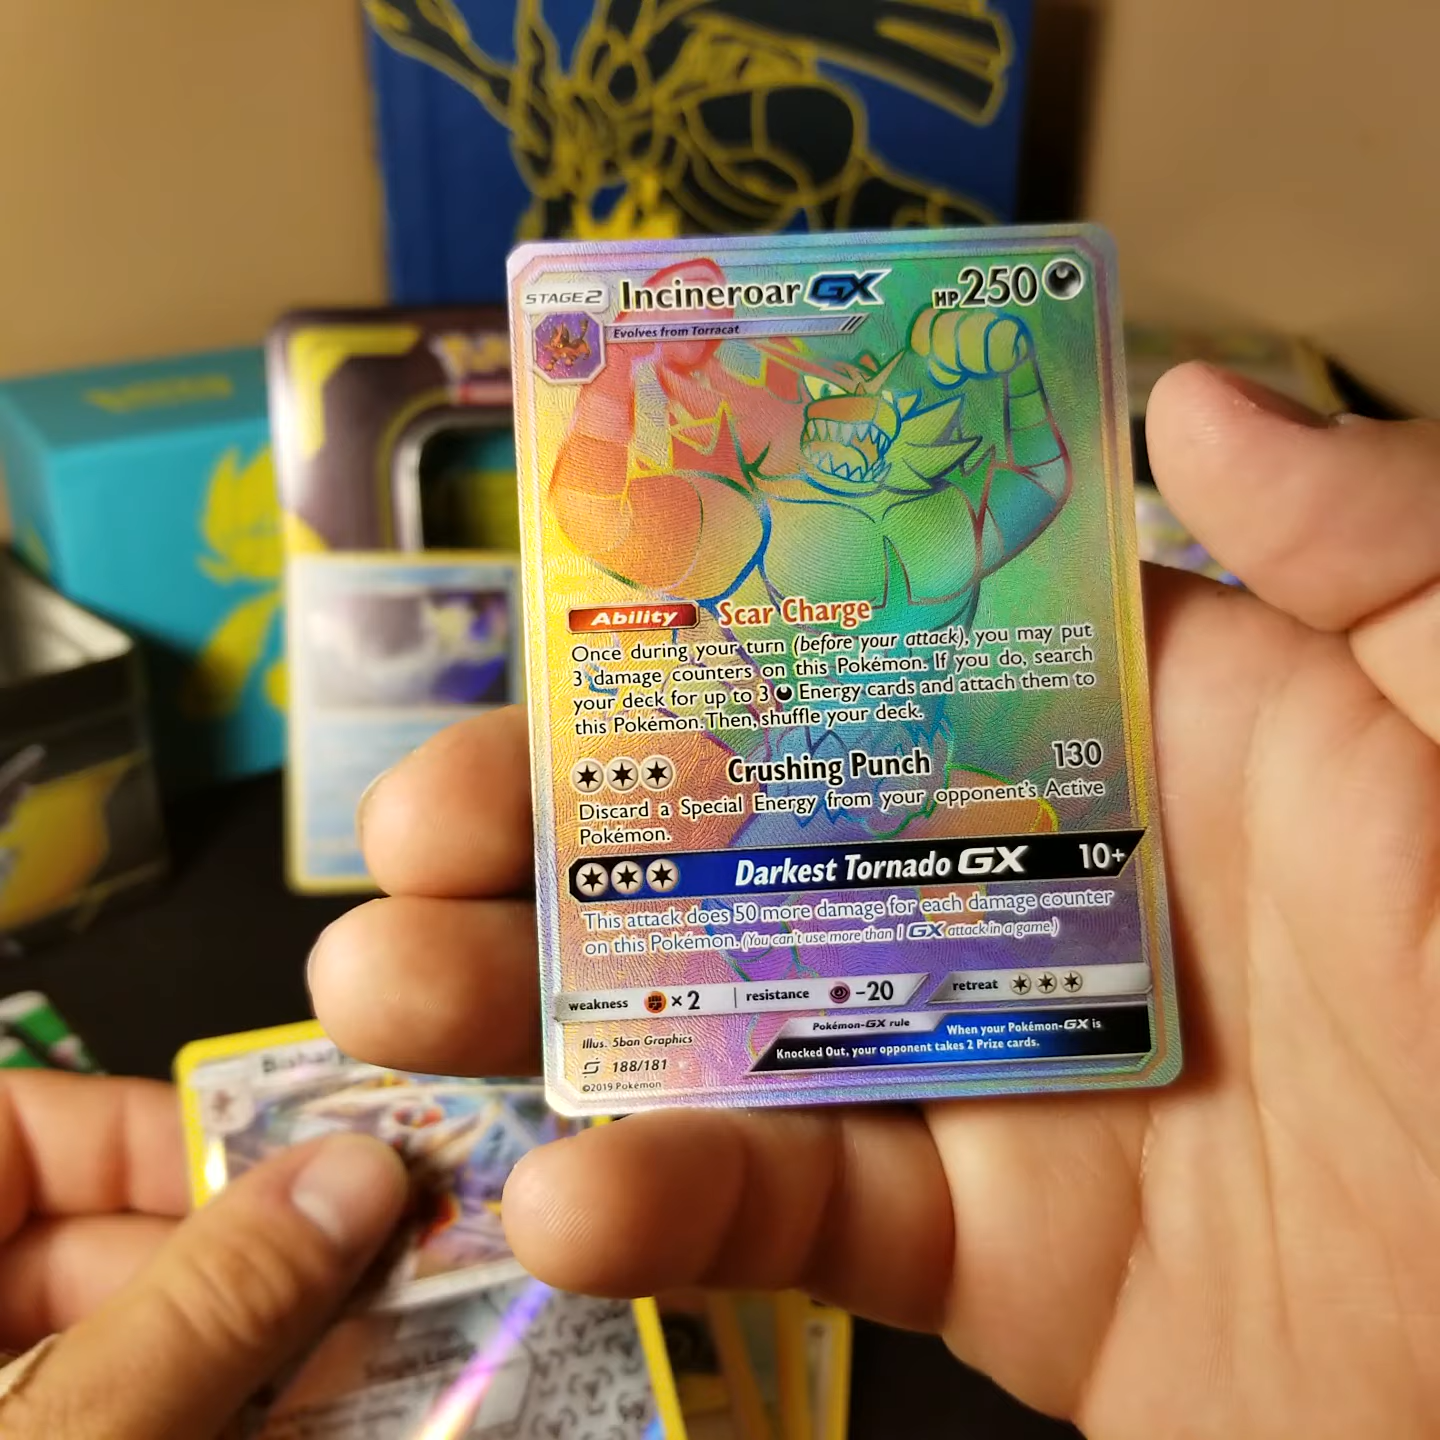 STAGE2 Incineroar GX HP250
Evolves from Torracat
Ability Scar Charge
Once during your turn (before your attack), you may put
3 damage counters on this Pokémon. If you do, search
your deck for up to 3 Energy cards and attach them to
this Pokémon. Then, shuffle your deck.
Crushing Punch 130
Discard a Special Energy from your opponent's Active
Pokémon.
Darkest Tornado GX 10+
This attack does 50 more damage for each damage counter
on this Pokémon. (You can't use more than 1 GX attack in a game.)
weakness ×2 resistance -20 retreat
Pokémon-GX rule When your Pokémon-GX is
Knocked Out, your opponent takes 2 Prize cards.
Illus. 5ban Graphics
188/181
©2019 Pokémon
Bisharp